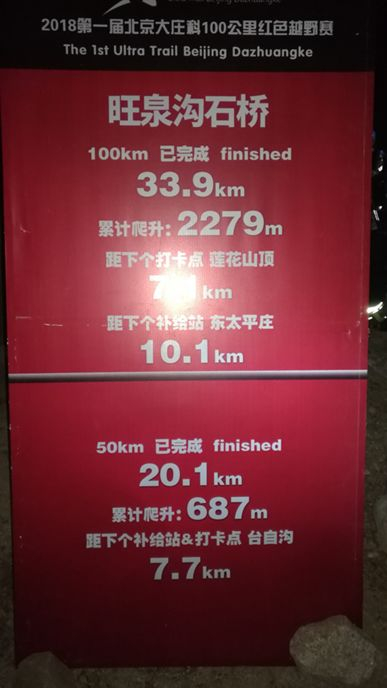 2018第一届北京大庄科100公里红色越野赛
The 1st Ultra Trail Beijing Dazhuangke
旺泉沟石桥
100km 已完成 finished
33.9km
累计爬升: 2279m
距下个打卡点 莲花山顶
km
距下个补给站 东太平庄
10.1km
50km 已完成 finished
20.1km
累计爬升: 687m
距下个补给站&打卡点 台自沟
7.7km